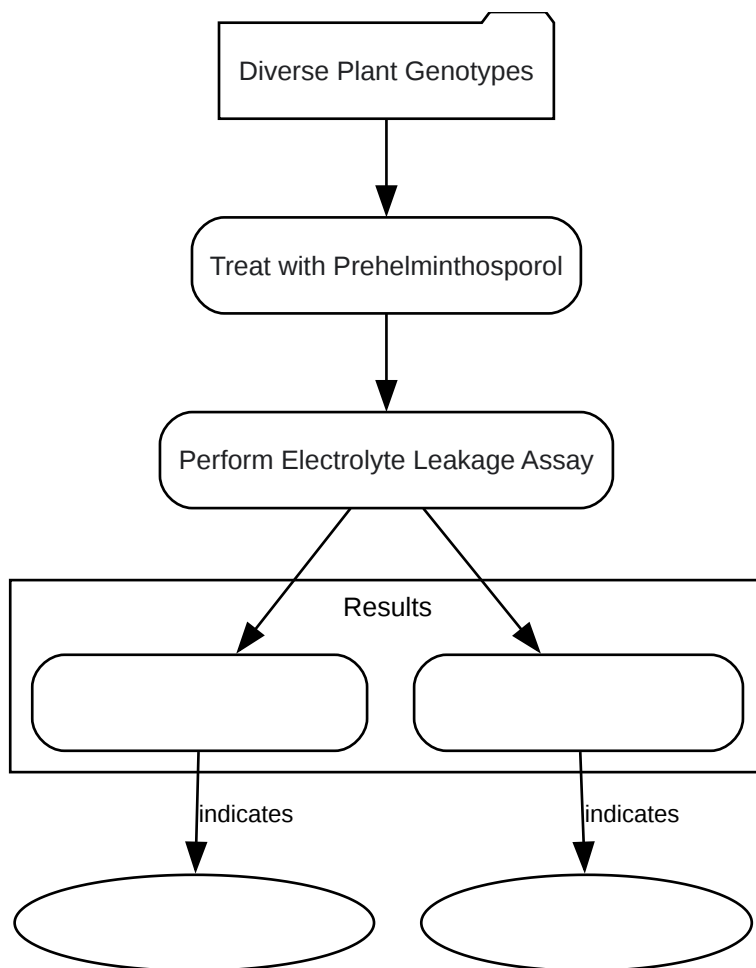 Diverse Plant Genotypes
Treat with Prehelminthosporol
Perform Electrolyte Leakage Assay
Results
indicates
indicates